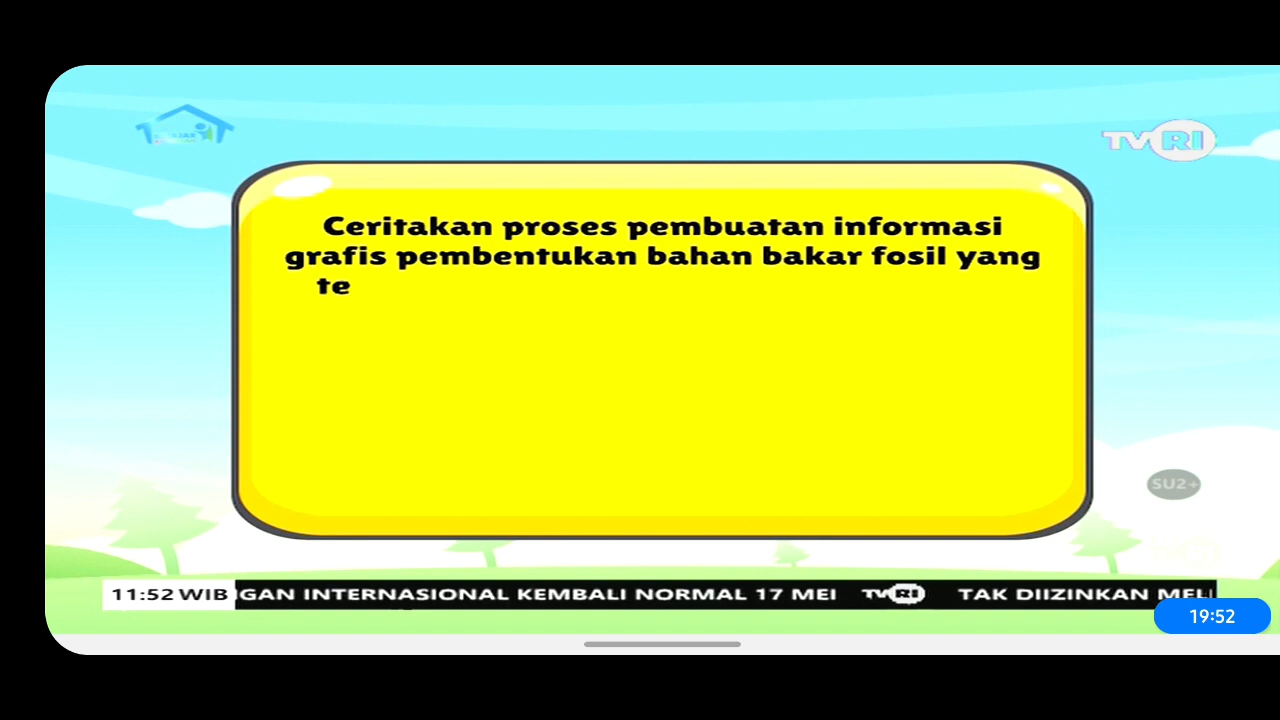 TVRI
Ceritakan proses pembuatan informasi
grafis pembentukan bahan bakar fosil yang
te
SU2+
11:52 WIB GAN INTERNASIONAL KEMBALI NORMAL 17 MEI TVRI TAK DIIZINKAN MEL
19:52